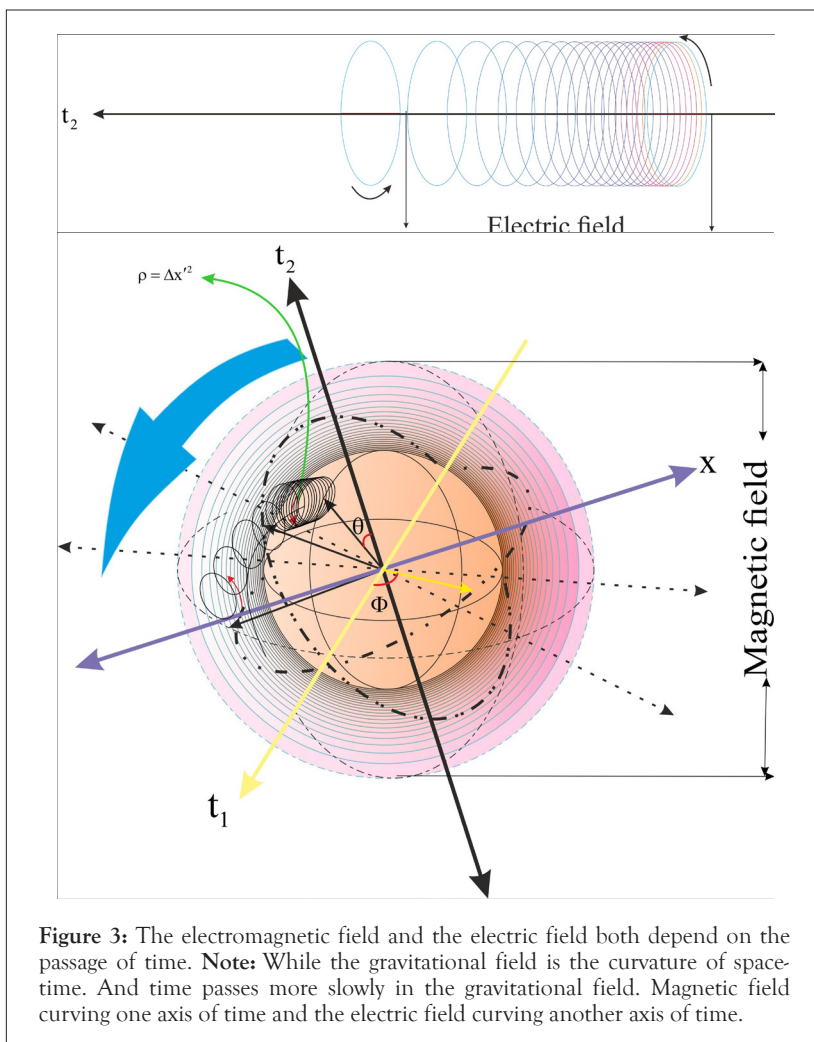 t₂
Electric field
t₂
ρ = Δx′²
x
θ
Φ
Magnetic field
t₁
Figure 3: The electromagnetic field and the electric field both depend on the
passage of time. Note: While the gravitational field is the curvature of space-
time. And time passes more slowly in the gravitational field. Magnetic field
curving one axis of time and the electric field curving another axis of time.